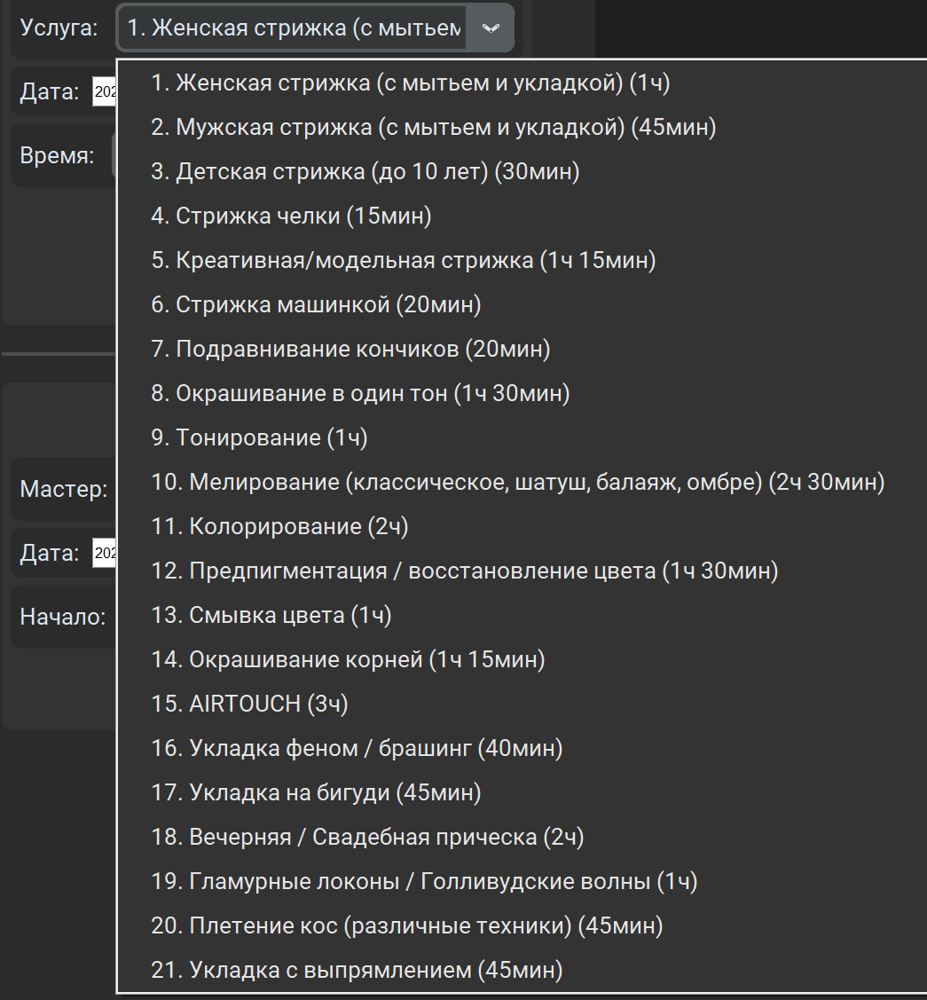 Услуга:
1. Женская стрижка (с мытьем
Дата:
202
Время:
1. Женская стрижка (с мытьем и укладкой) (1ч)
2. Мужская стрижка (с мытьем и укладкой) (45мин)
3. Детская стрижка (до 10 лет) (30мин)
4. Стрижка челки (15мин)
5. Креативная/модельная стрижка (1ч 15мин)
6. Стрижка машинкой (20мин)
7. Подравнивание кончиков (20мин)
8. Окрашивание в один тон (1ч 30мин)
9. Тонирование (1ч)
10. Мелирование (классическое, шатуш, балаяж, омбре) (2ч 30мин)
11. Колорирование (2ч)
12. Предпигментация / восстановление цвета (1ч 30мин)
13. Смывка цвета (1ч)
14. Окрашивание корней (1ч 15мин)
15. AIRTOUCH (3ч)
16. Укладка феном / брашинг (40мин)
17. Укладка на бигуди (45мин)
18. Вечерняя / Свадебная прическа (2ч)
19. Гламурные локоны / Голливудские волны (1ч)
20. Плетение кос (различные техники) (45мин)
21. Укладка с выпрямлением (45мин)
Мастер:
Дата:
202
Начало: